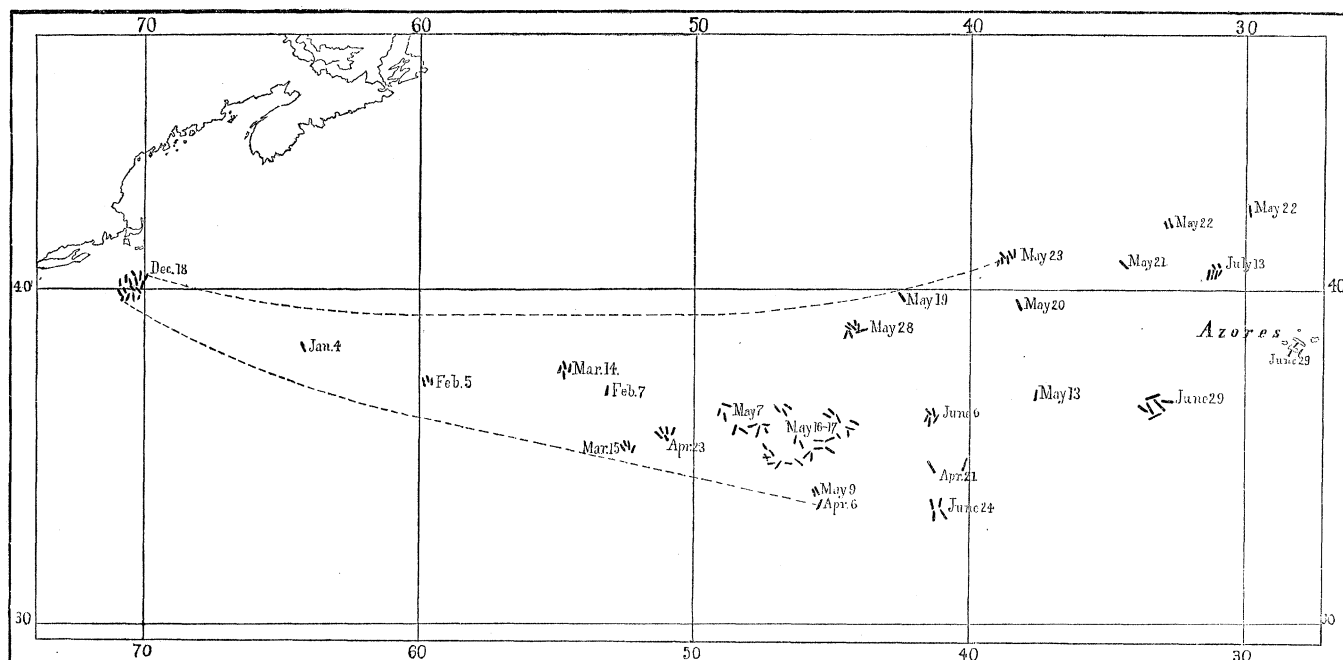 70 60 50 40 30
May 22
May 22
Dec. 18
May 23
May 21
July 13
40
40
May 19
May 20
May 28
Azores
Jan. 4
June 29
Mar. 14.
Feb. 5
Feb. 7
May 13
June 29
May 7
June 6
May 16-17
Mar. 15
Apr. 23
Apr. 21
May 9
Apr. 6
June 24
30
30
70 60 50 40 30